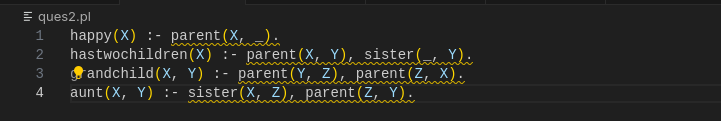 ques2.pl
1 happy(X) :- parent(X, _).
2 hastwochildren(X) :- parent(X, Y), sister(_, Y).
3 grandchild(X, Y) :- parent(Y, Z), parent(Z, X).
4 aunt(X, Y) :- sister(X, Z), parent(Z, Y).